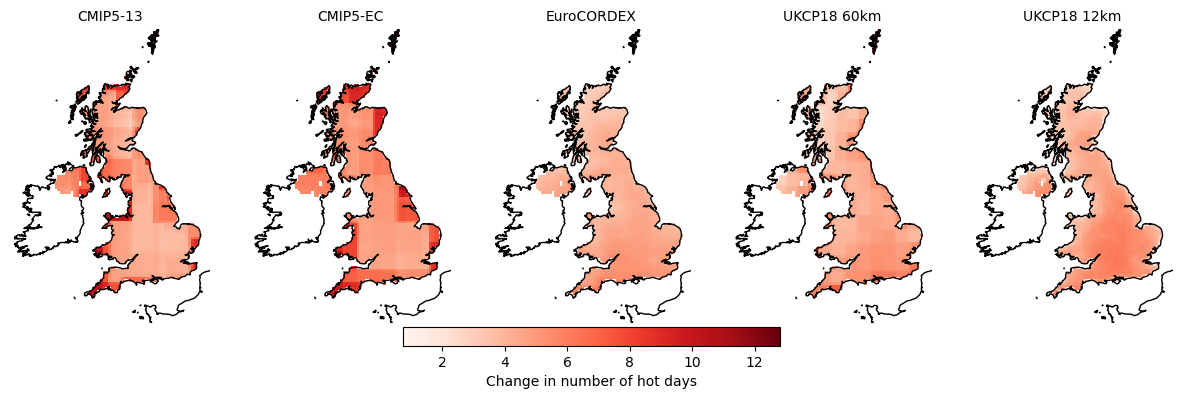 CMIP5-13 CMIP5-EC EuroCORDEX UKCP18 60km UKCP18 12km
2 4 6 8 10 12
Change in number of hot days